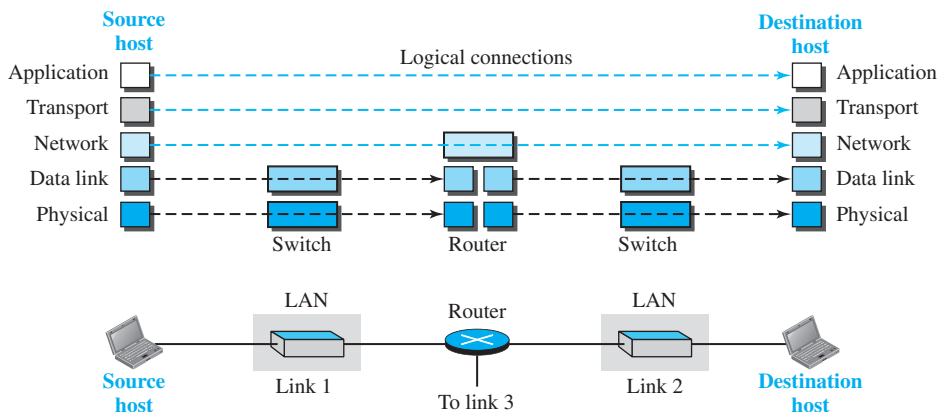 Source
host
Destination
host
Logical connections
Application
Application
Transport
Transport
Network
Network
Data link
Data link
Physical
Physical
Switch
Router
Switch
LAN
Router
LAN
Source
host
Link 1
To link 3
Link 2
Destination
host